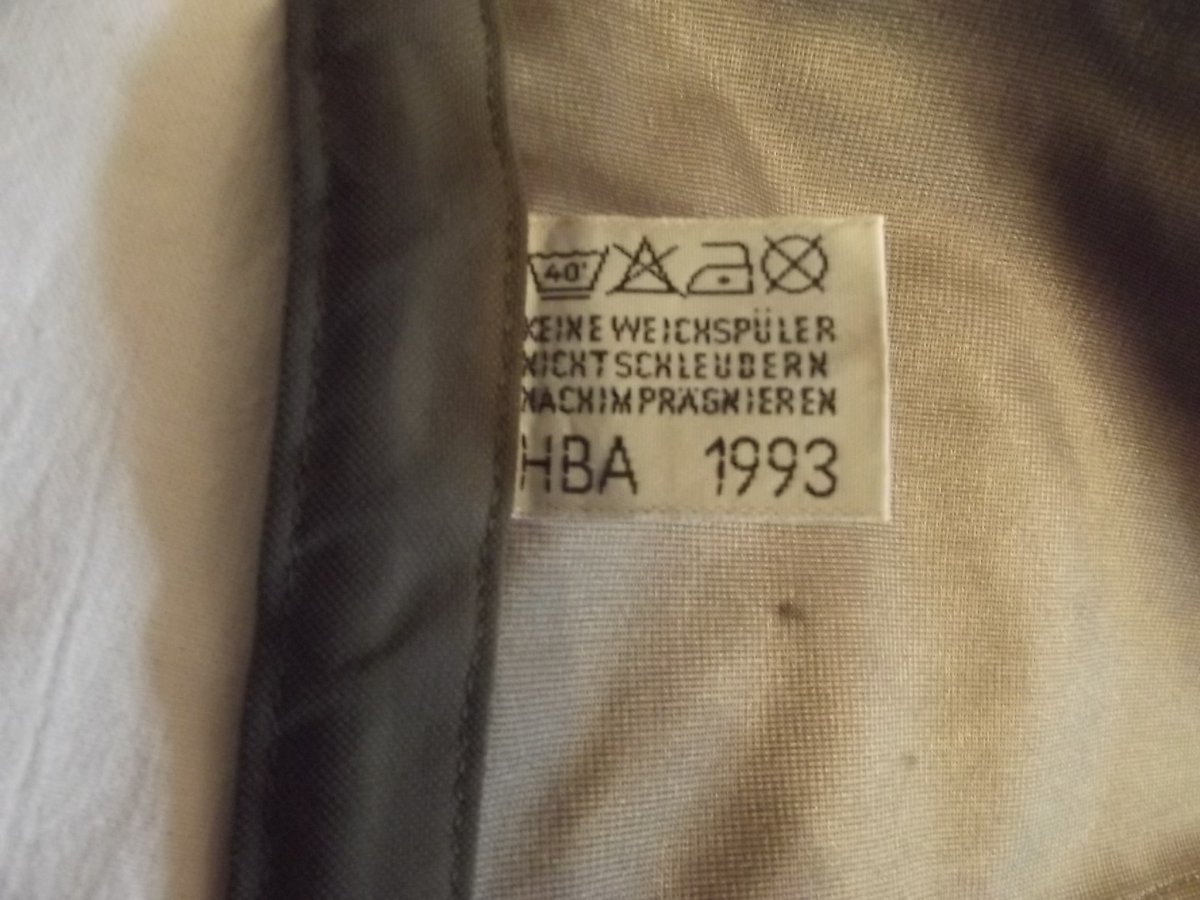 40°
KEINE WEICHSPÜLER
NICHT SCHLEUDERN
NACHIMPRÄGNIEREN
HBA 1993